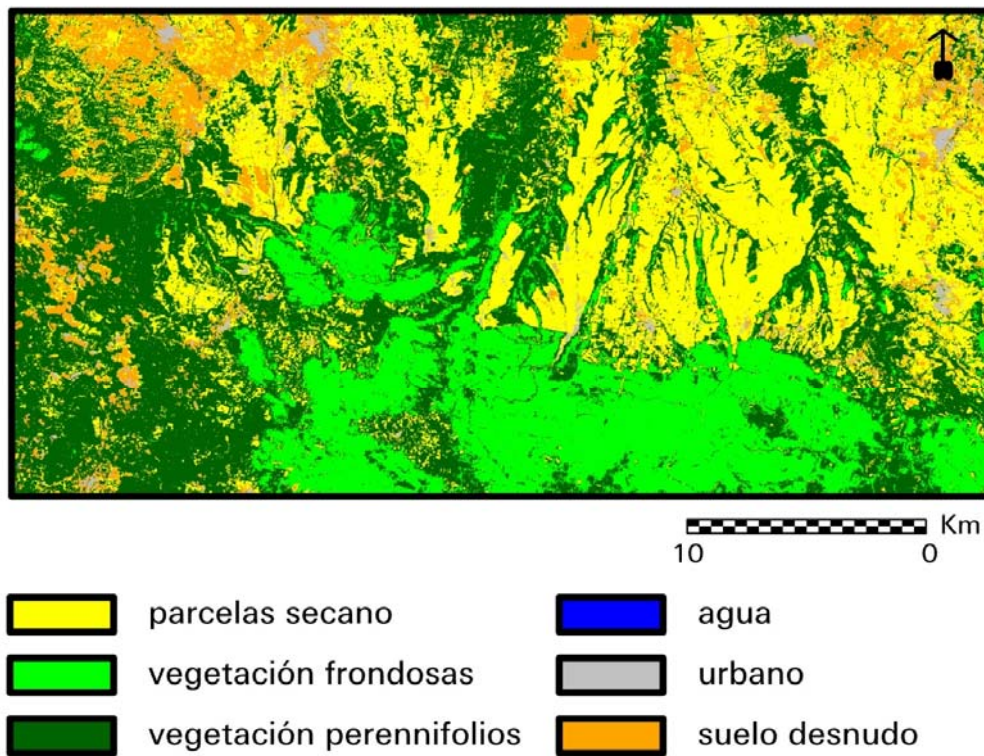 Km
10 0
parcelas secano
agua
vegetación frondosas
urbano
vegetación perennifolios
suelo desnudo